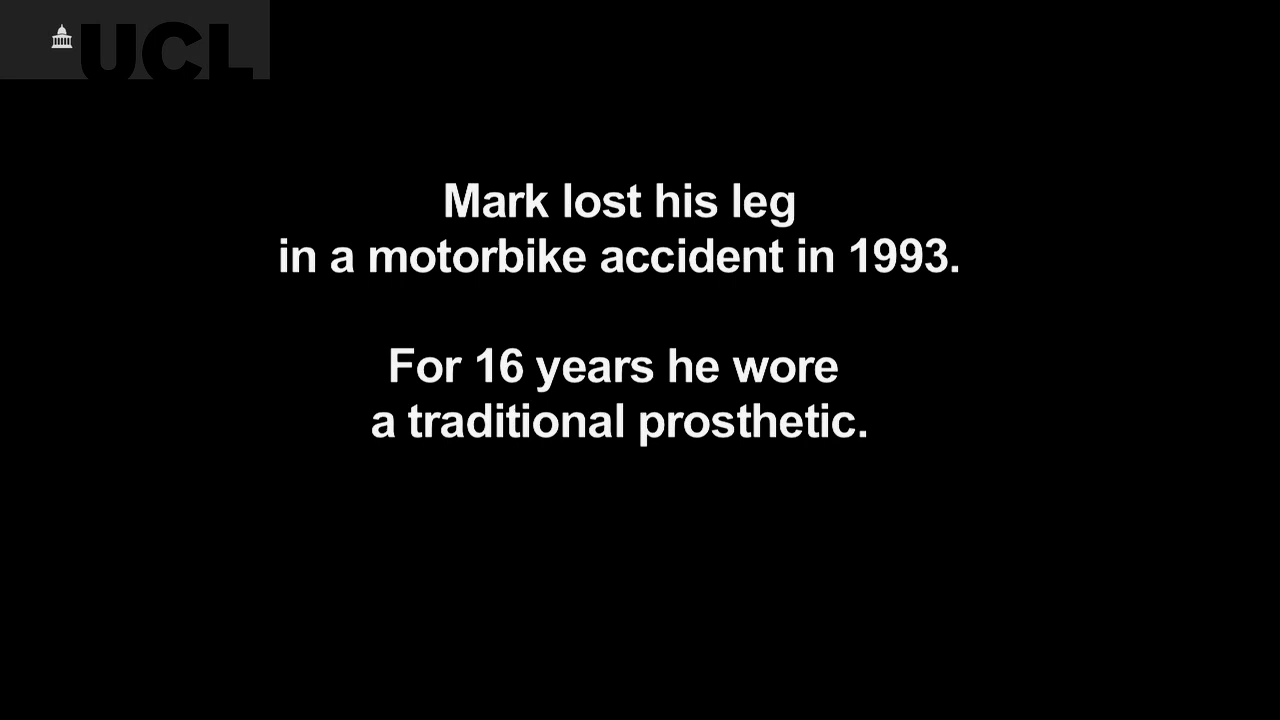 UCL
Mark lost his leg
in a motorbike accident in 1993.
For 16 years he wore
a traditional prosthetic.